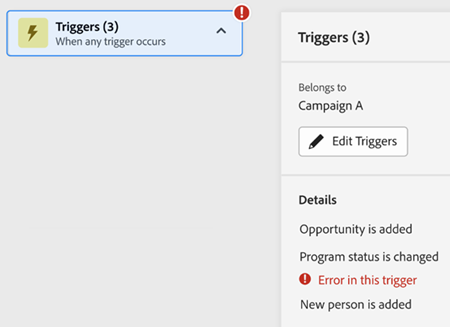 Triggers (3)
When any trigger occurs
Triggers (3)
Belongs to
Campaign A
Edit Triggers
Details
Opportunity is added
Program status is changed
Error in this trigger
New person is added